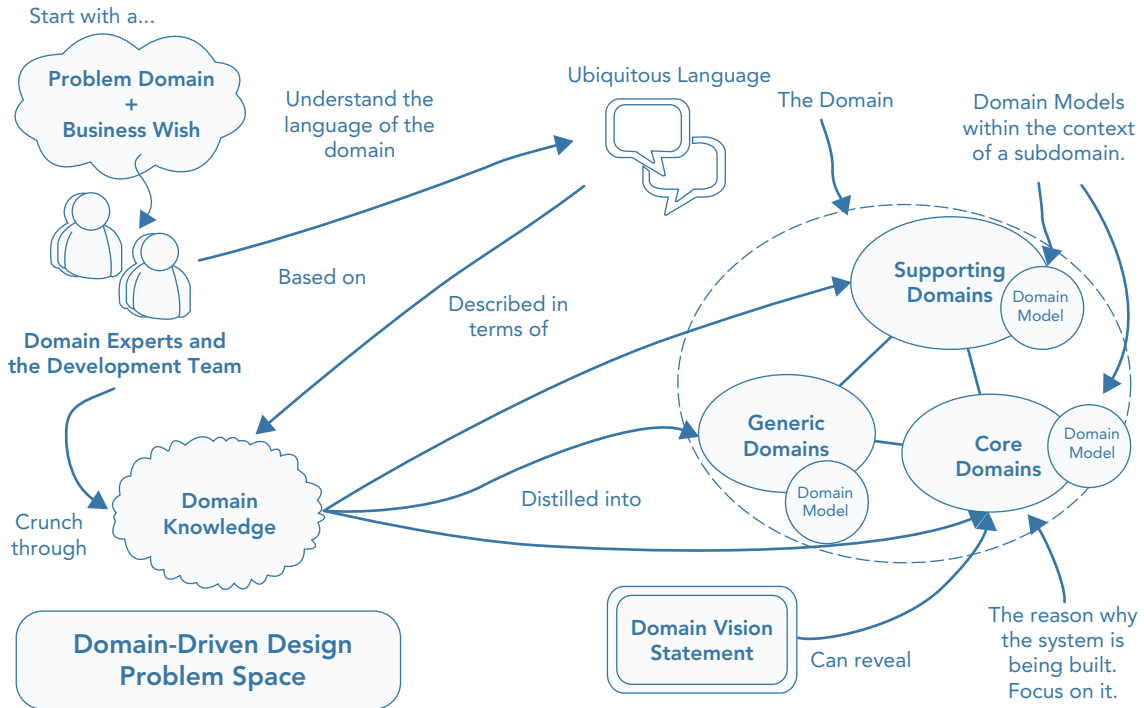 Start with a...
Problem Domain
+
Business Wish
Understand the
language of the
domain
Ubiquitous Language
The Domain
Domain Models
within the context
of a subdomain.
Based on
Described in
terms of
Supporting
Domains
Domain
Model
Domain Experts and
the Development Team
Generic
Domains
Domain
Model
Core
Domains
Domain
Model
Domain
Knowledge
Crunch
through
Distilled into
Domain-Driven Design
Problem Space
Domain Vision
Statement
Can reveal
The reason why
the system is
being built.
Focus on it.